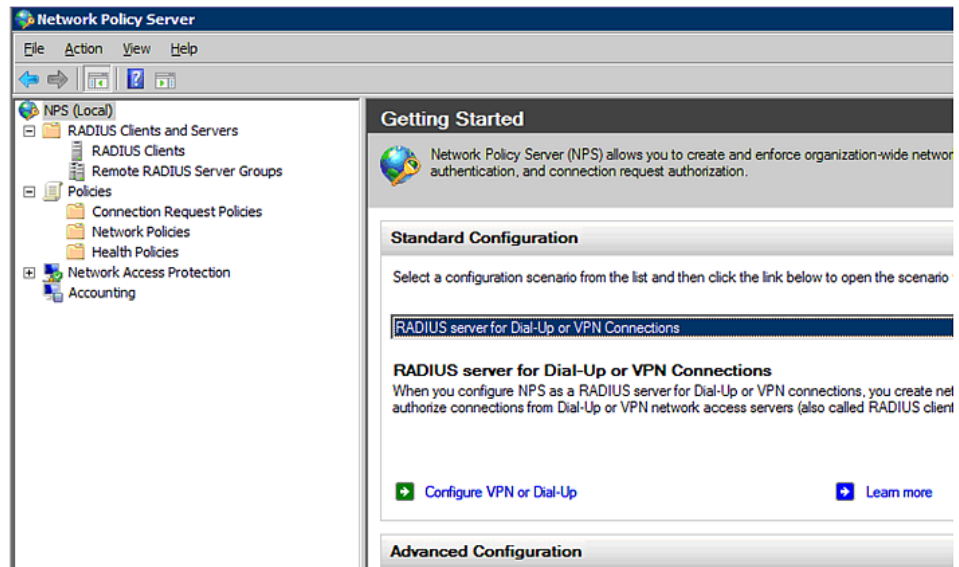 Network Policy Server
File Action View Help
NPS (Local)
RADIUS Clients and Servers
RADIUS Clients
Remote RADIUS Server Groups
Policies
Connection Request Policies
Network Policies
Health Policies
Network Access Protection
Accounting
Getting Started
Network Policy Server (NPS) allows you to create and enforce organization-wide networ
authentication, and connection request authorization.
Standard Configuration
Select a configuration scenario from the list and then click the link below to open the scenario
RADIUS server for Dial-Up or VPN Connections
RADIUS server for Dial-Up or VPN Connections
When you configure NPS as a RADIUS server for Dial-Up or VPN connections, you create net
authorize connections from Dial-Up or VPN network access servers (also called RADIUS client
Configure VPN or Dial-Up
Learn more
Advanced Configuration